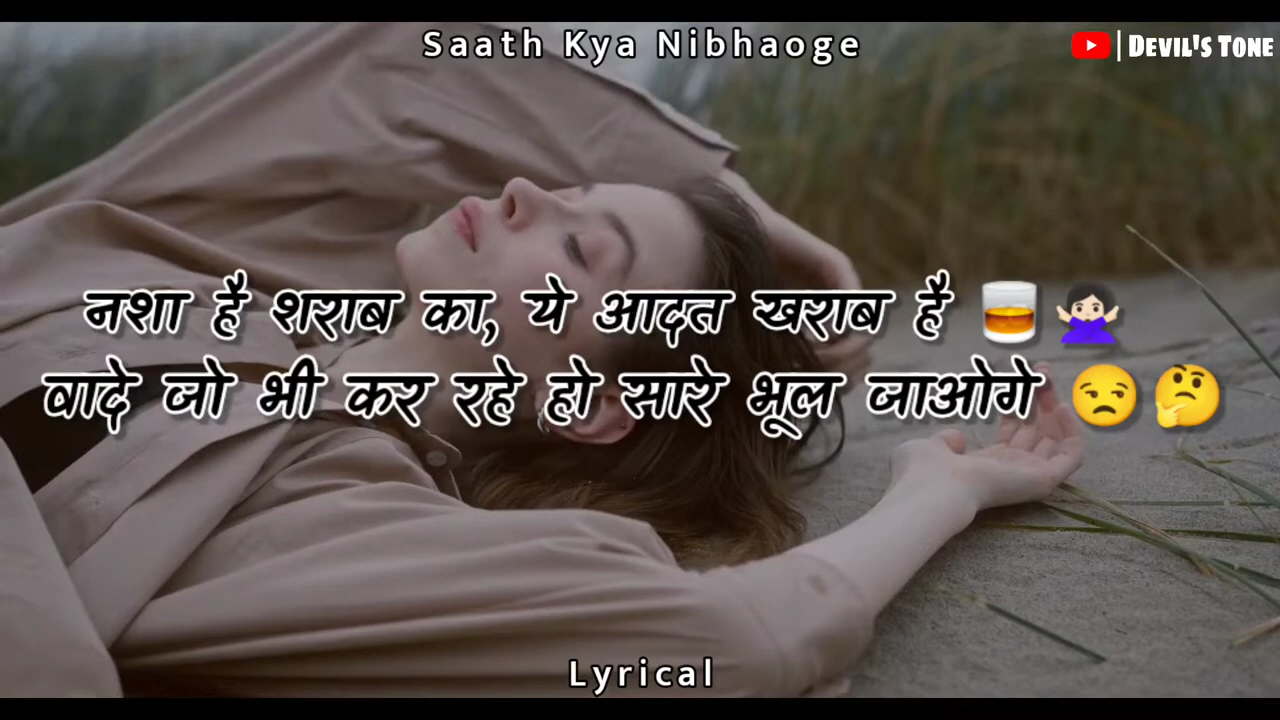 Saath Kya Nibhaoge
| DEVIL'S TONE
नशा है शराब का, ये आदत खराब है 🥃🙅🏻‍♀️
वादे जो भी कर रहे हो सारे भूल जाओगे 😒🤔
Lyrical